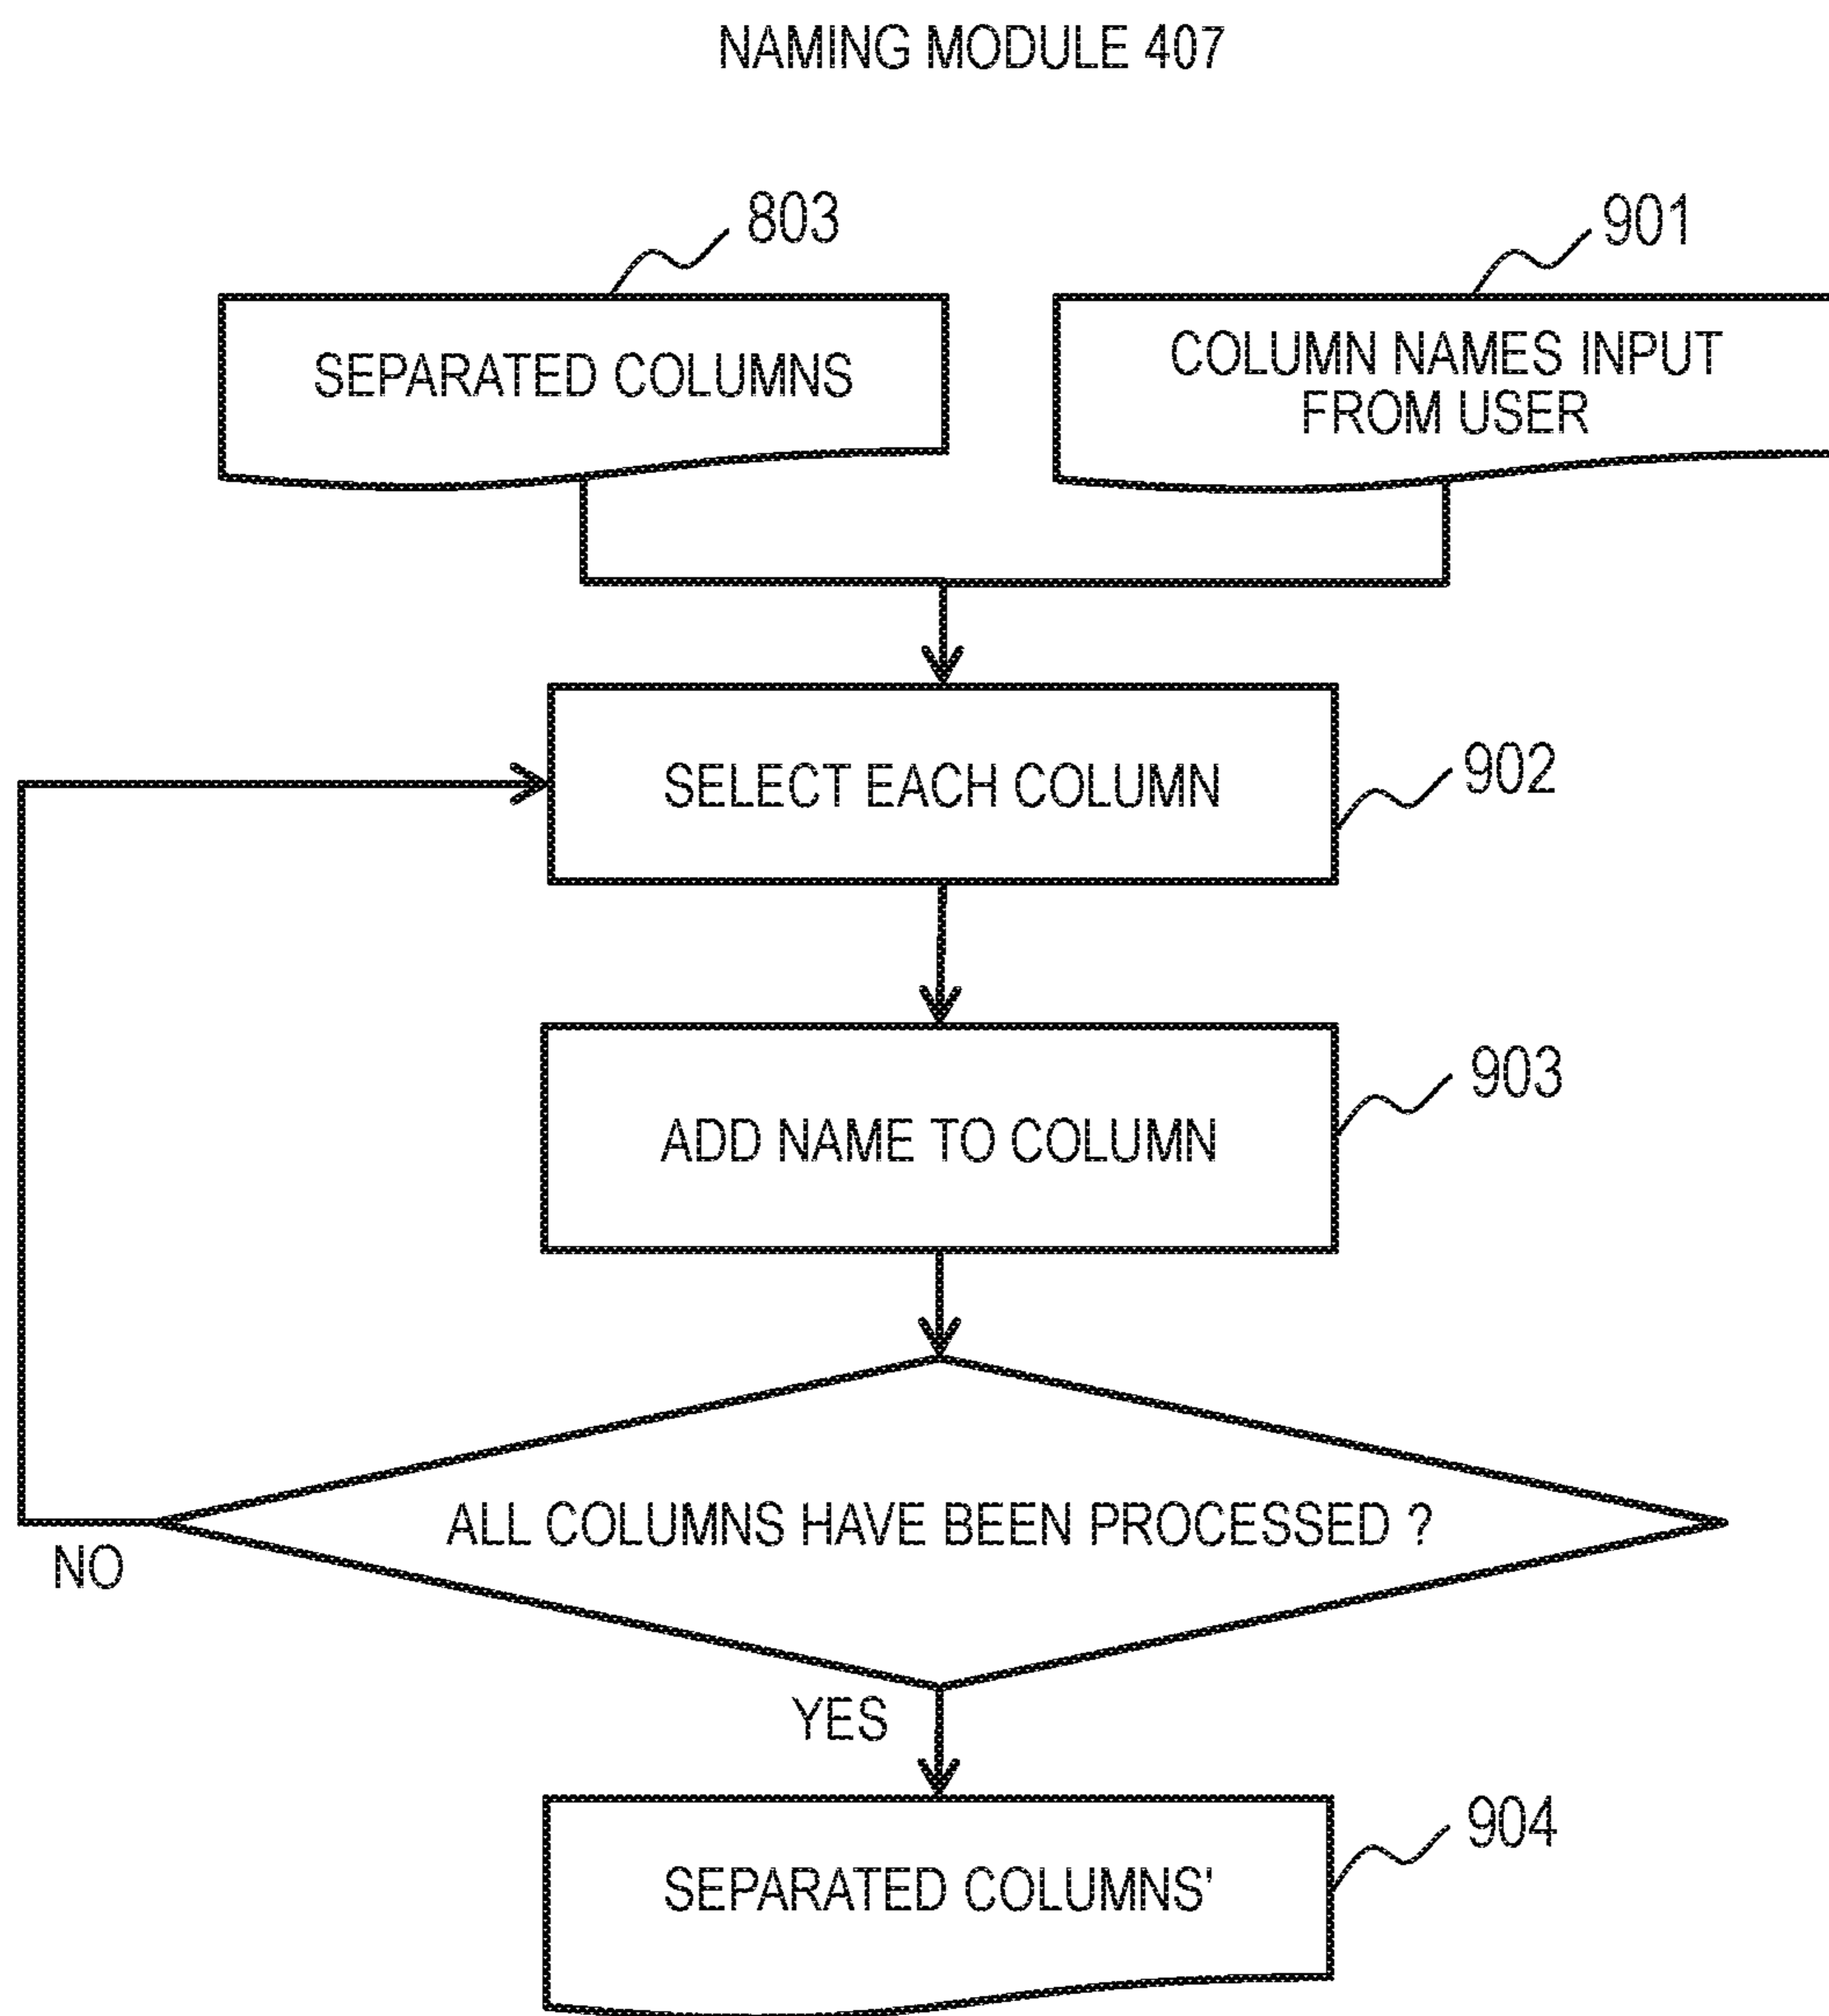 NAMING MODULE 407
803
901
SEPARATED COLUMNS
COLUMN NAMES INPUT
FROM USER
SELECT EACH COLUMN
902
ADD NAME TO COLUMN
903
ALL COLUMNS HAVE BEEN PROCESSED ?
NO
YES
904
SEPARATED COLUMNS'